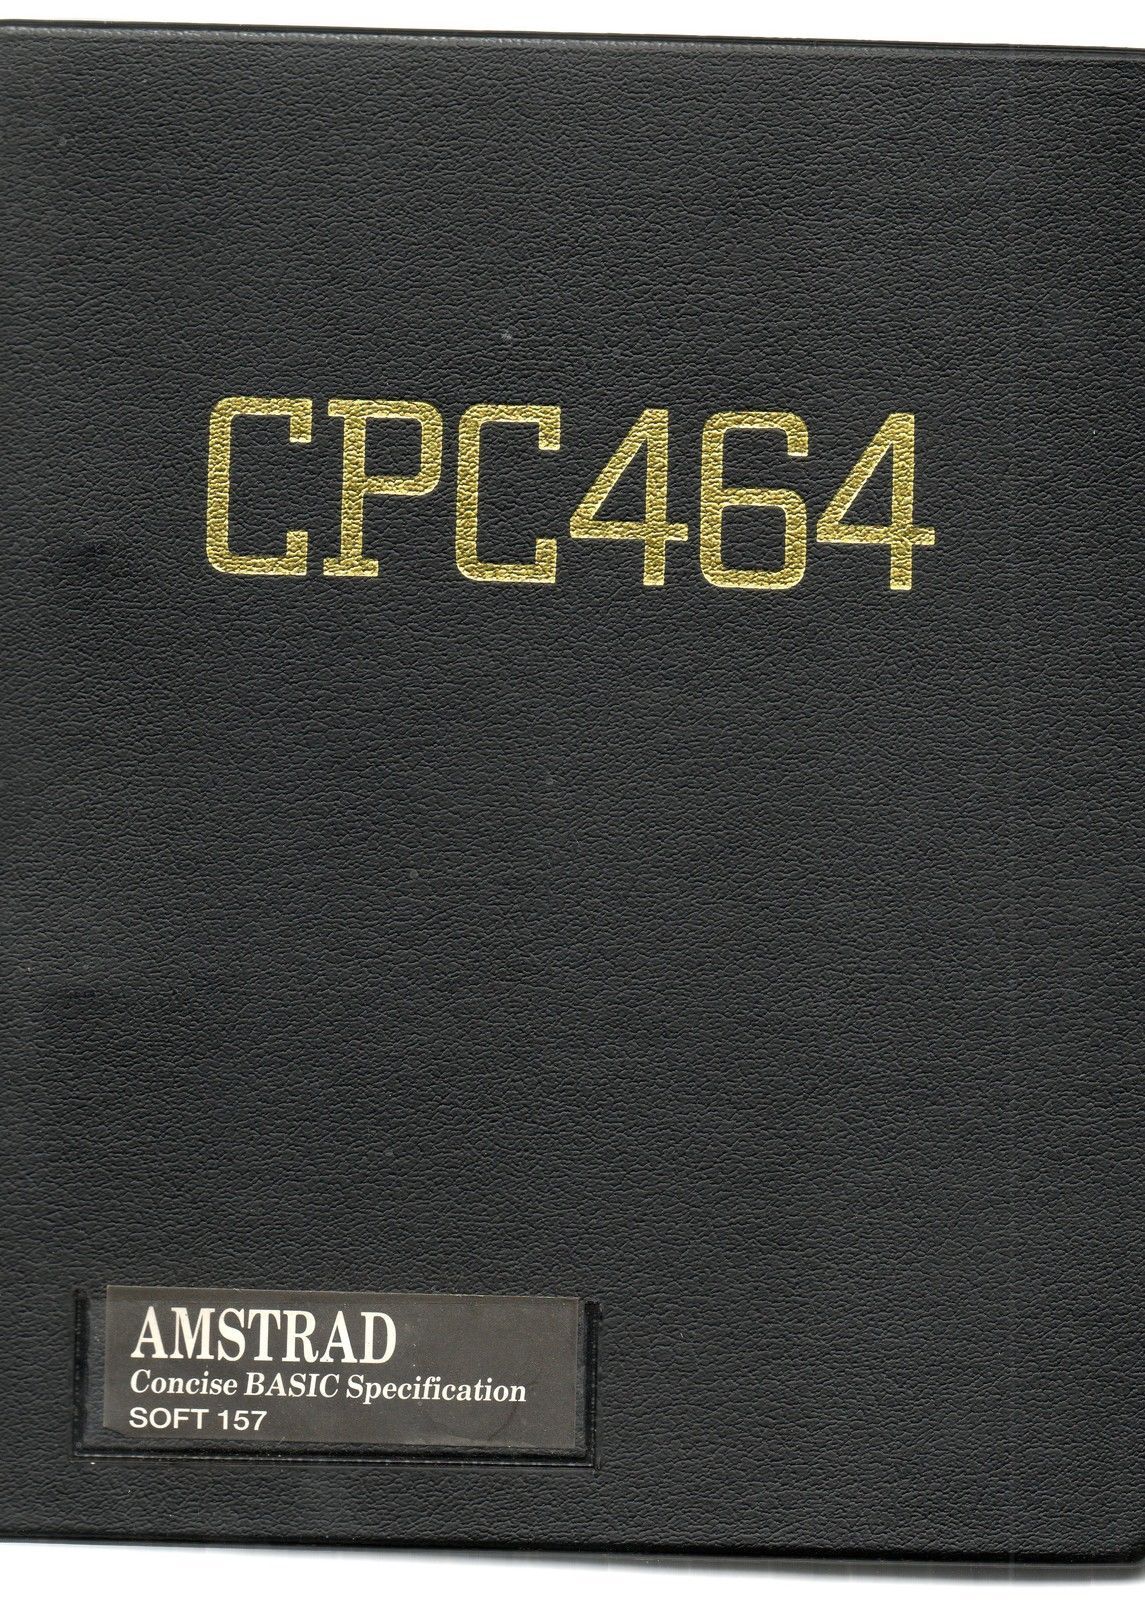 CPC464
AMSTRAD
Concise BASIC Specification
SOFT 157